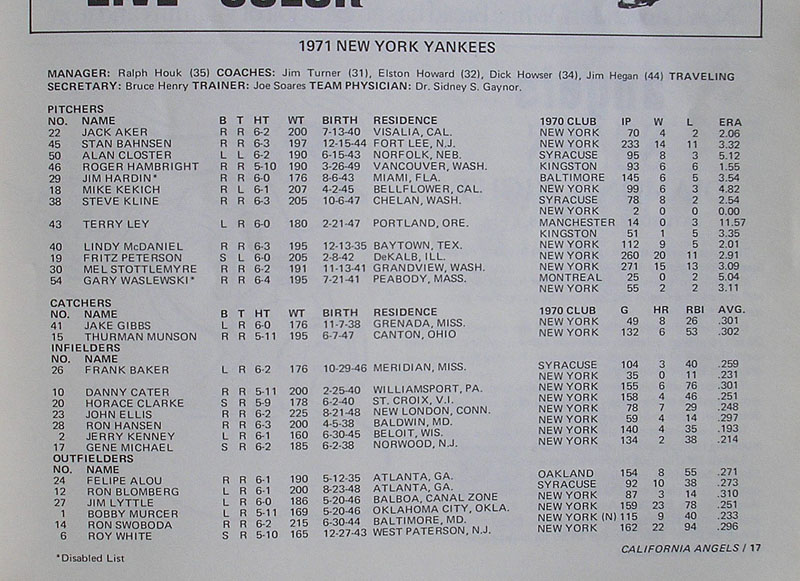 LIVE COLOR
1971 NEW YORK YANKEES
MANAGER: Ralph Houk (35) COACHES: Jim Turner (31), Elston Howard (32), Dick Howser (34), Jim Hegan (44) TRAVELING
SECRETARY: Bruce Henry TRAINER: Joe Soares TEAM PHYSICIAN: Dr. Sidney S. Gaynor.
PITCHERS
NO. NAME B T HT WT BIRTH RESIDENCE 1970 CLUB IP W L ERA
22 JACK AKER R R 6-2 200 7-13-40 VISALIA, CAL. NEW YORK 70 4 2 2.06
45 STAN BAHNSEN R R 6-3 197 12-15-44 FORT LEE, N.J. NEW YORK 233 14 11 3.32
50 ALAN CLOSTER L L 6-2 190 6-15-43 NORFOLK, NEB. SYRACUSE 95 8 3 5.12
46 ROGER HAMBRIGHT R R 5-10 190 3-26-49 VANCOUVER, WASH. KINGSTON 93 6 6 1.55
29 JIM HARDIN* R R 6-0 176 8-6-43 MIAMI, FLA. BALTIMORE 145 6 5 3.54
18 MIKE KEKICH R L 6-1 207 4-2-45 BELLFLOWER, CAL. NEW YORK 99 6 3 4.82
38 STEVE KLINE R R 6-3 205 10-6-47 CHELAN, WASH. SYRACUSE 78 8 2 2.54
NEW YORK 2 0 0 0.00
43 TERRY LEY L R 6-0 180 2-21-47 PORTLAND, ORE. MANCHESTER 14 0 3 11.57
KINGSTON 51 1 5 3.35
40 LINDY McDANIEL R R 6-3 195 12-13-35 BAYTOWN, TEX. NEW YORK 112 9 5 2.01
19 FRITZ PETERSON S L 6-0 205 2-8-42 DeKALB, ILL. NEW YORK 260 20 11 2.91
30 MEL STOTTLEMYRE R R 6-2 191 11-13-41 GRANDVIEW, WASH. NEW YORK 271 15 13 3.09
54 GARY WASLEWSKI* R R 6-4 195 7-21-41 PEABODY, MASS. MONTREAL 25 0 2 5.04
NEW YORK 55 2 2 3.11
CATCHERS
NO. NAME B T HT WT BIRTH RESIDENCE 1970 CLUB G HR RBI AVG.
41 JAKE GIBBS L R 6-0 176 11-7-38 GRENADA, MISS. NEW YORK 49 8 26 .301
15 THURMAN MUNSON R R 5-11 195 6-7-47 CANTON, OHIO NEW YORK 132 6 53 .302
INFIELDERS
NO. NAME
26 FRANK BAKER L R 6-2 176 10-29-46 MERIDIAN, MISS. SYRACUSE 104 3 40 .259
NEW YORK 35 0 11 .231
10 DANNY CATER R R 5-11 200 2-25-40 WILLIAMSPORT, PA. NEW YORK 155 6 76 .301
20 HORACE CLARKE S R 5-9 178 6-2-40 ST. CROIX, V.I. NEW YORK 158 4 46 .251
23 JOHN ELLIS R R 6-2 225 8-21-48 NEW LONDON, CONN. NEW YORK 78 7 29 .248
28 RON HANSEN R R 6-3 200 4-5-38 BALDWIN, MD. NEW YORK 59 4 14 .297
2 JERRY KENNEY L R 6-1 160 6-30-45 BELOIT, WIS. NEW YORK 140 4 35 .193
17 GENE MICHAEL S R 6-2 185 6-2-38 NORWOOD, N.J. NEW YORK 134 2 38 .214
OUTFIELDERS
NO. NAME
24 FELIPE ALOU R R 6-1 190 5-12-35 ATLANTA, GA. OAKLAND 154 8 55 .271
12 RON BLOMBERG L R 6-1 200 8-23-48 ATLANTA, GA. SYRACUSE 92 10 38 .273
27 JIM LYTTLE L R 6-0 186 5-20-46 BALBOA, CANAL ZONE NEW YORK 87 3 14 .310
1 BOBBY MURCER L R 5-11 169 5-20-46 OKLAHOMA CITY, OKLA. NEW YORK 159 23 78 .251
14 RON SWOBODA R R 6-2 215 6-30-44 BALTIMORE, MD. NEW YORK (N) 115 9 40 .233
6 ROY WHITE S R 5-10 165 12-27-43 WEST PATERSON, N.J. NEW YORK 162 22 94 .296
*Disabled List
CALIFORNIA ANGELS / 17